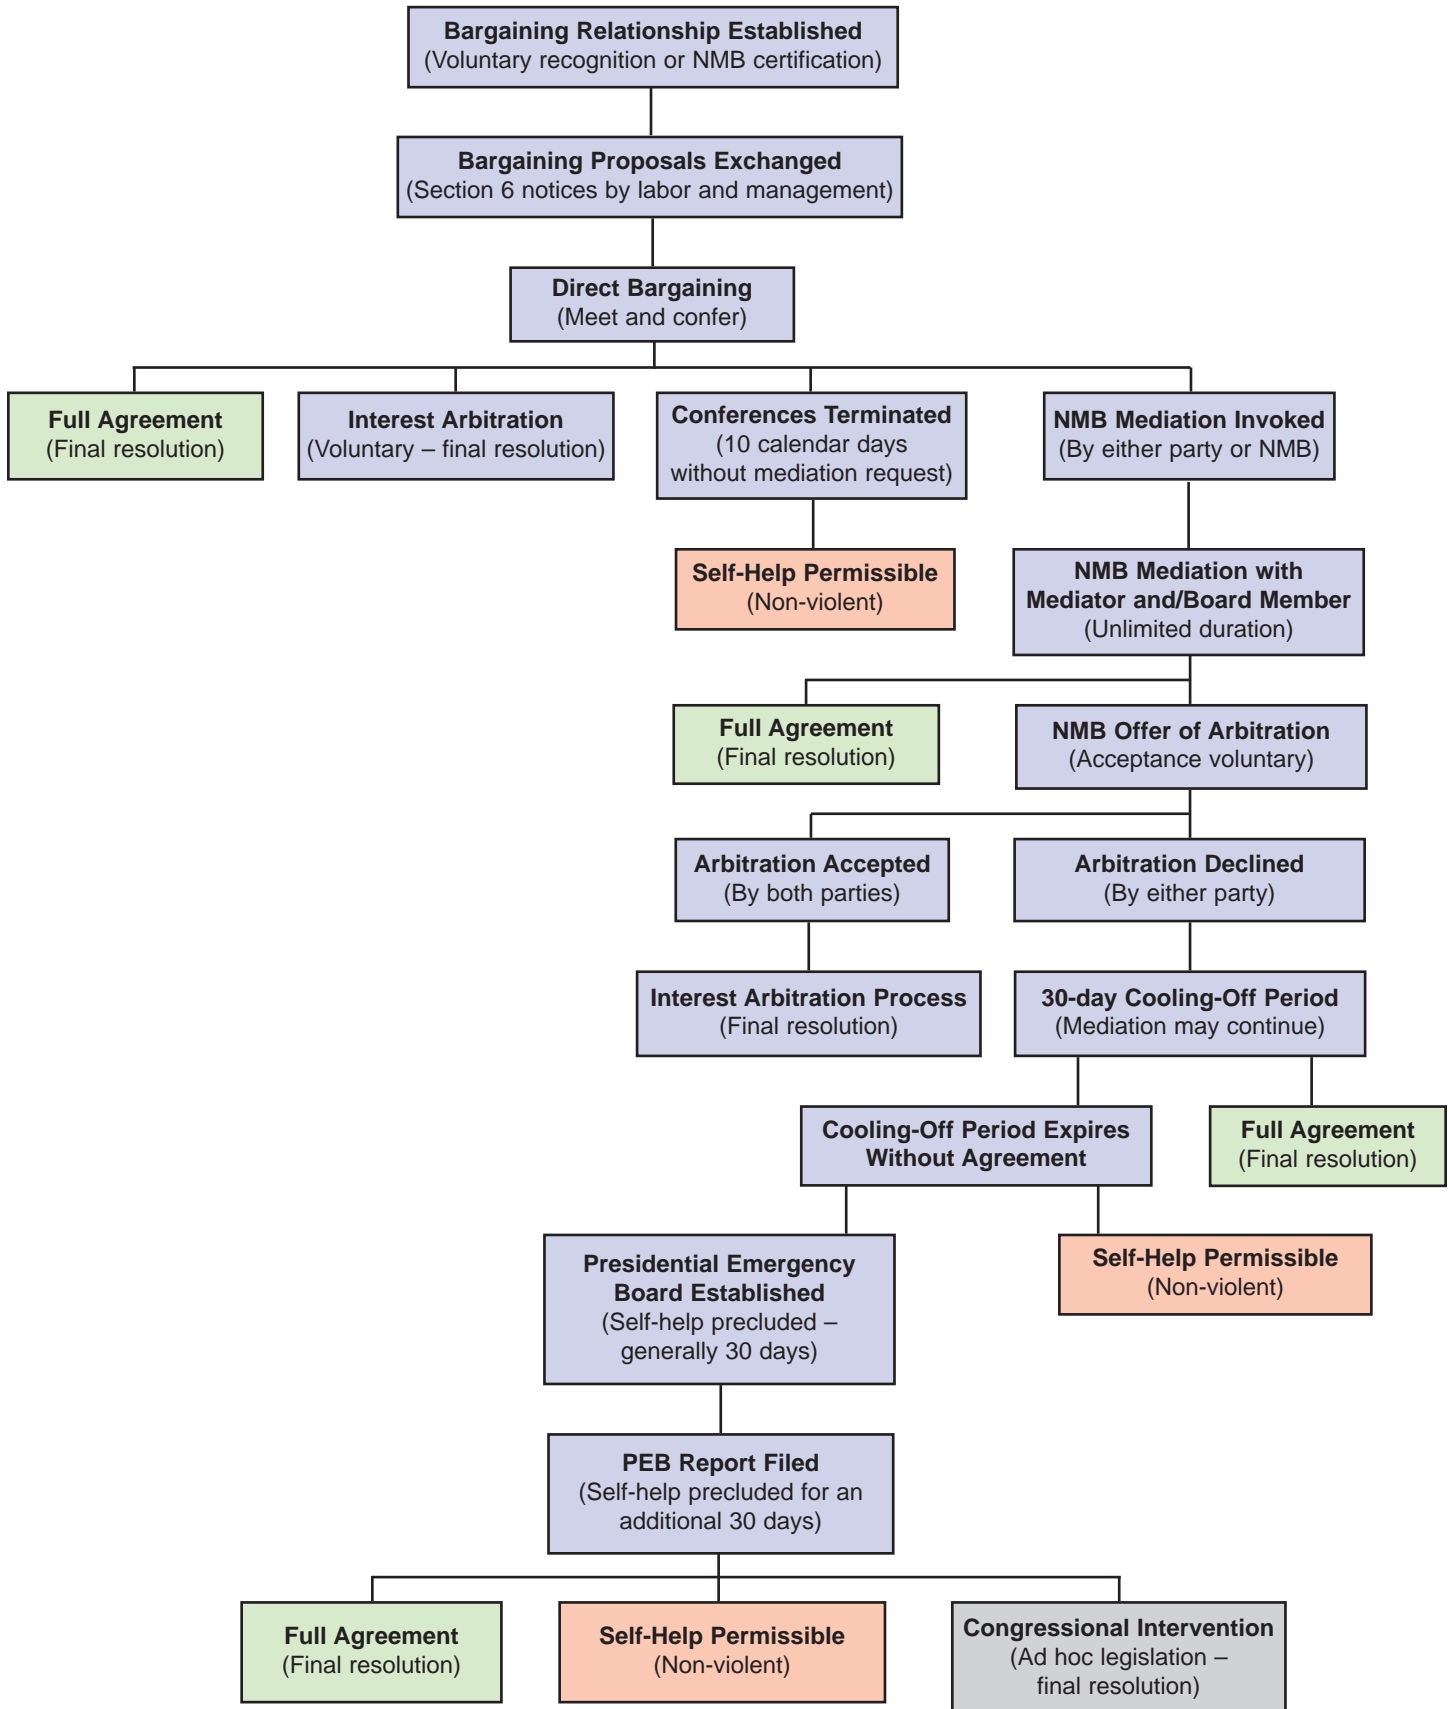 Bargaining Relationship Established
(Voluntary recognition or NMB certification)
Bargaining Proposals Exchanged
(Section 6 notices by labor and management)
Direct Bargaining
(Meet and confer)
Full Agreement
(Final resolution)
Interest Arbitration
(Voluntary – final resolution)
Conferences Terminated
(10 calendar days
without mediation request)
NMB Mediation Invoked
(By either party or NMB)
Self-Help Permissible
(Non-violent)
NMB Mediation with
Mediator and/Board Member
(Unlimited duration)
Full Agreement
(Final resolution)
NMB Offer of Arbitration
(Acceptance voluntary)
Arbitration Accepted
(By both parties)
Arbitration Declined
(By either party)
Interest Arbitration Process
(Final resolution)
30-day Cooling-Off Period
(Mediation may continue)
Cooling-Off Period Expires
Without Agreement
Full Agreement
(Final resolution)
Presidential Emergency
Board Established
(Self-help precluded –
generally 30 days)
Self-Help Permissible
(Non-violent)
PEB Report Filed
(Self-help precluded for an
additional 30 days)
Full Agreement
(Final resolution)
Self-Help Permissible
(Non-violent)
Congressional Intervention
(Ad hoc legislation –
final resolution)